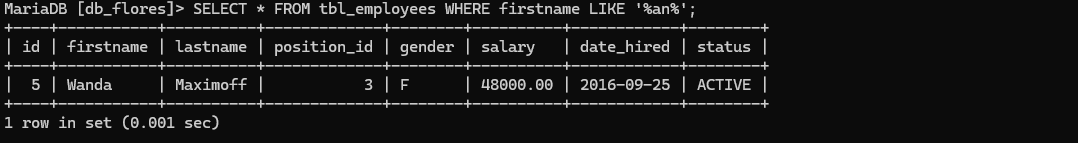 MariaDB [db_flores]> SELECT * FROM tbl_employees WHERE firstname LIKE '%an%';
+----+-----------+----------+-------------+--------+----------+------------+--------+
| id | firstname | lastname | position_id | gender | salary   | date_hired | status |
+----+-----------+----------+-------------+--------+----------+------------+--------+
|  5 | Wanda     | Maximoff |           3 | F      | 48000.00 | 2016-09-25 | ACTIVE |
+----+-----------+----------+-------------+--------+----------+------------+--------+
1 row in set (0.001 sec)